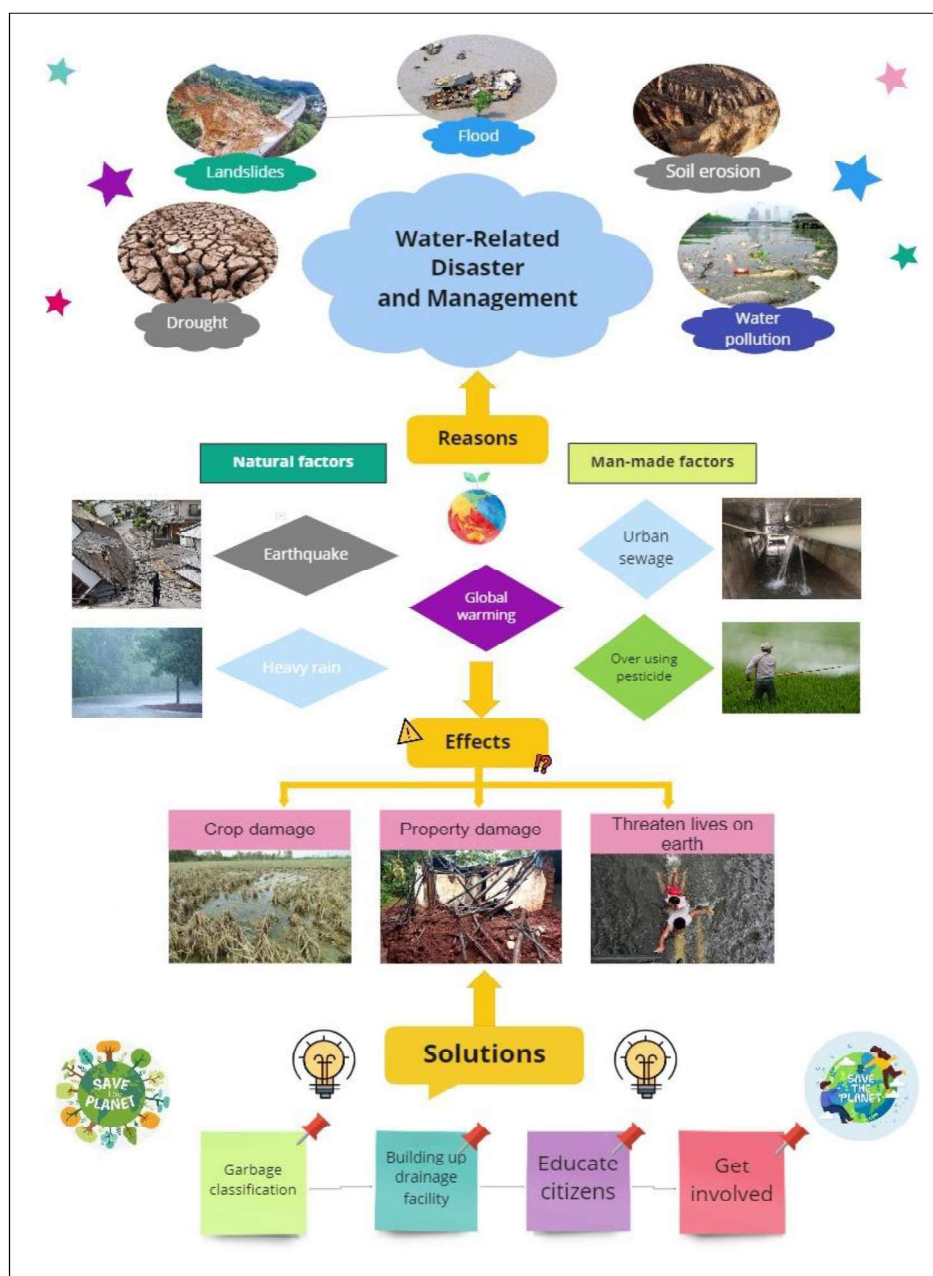 Flood
Landslides
Soil erosion
Water-Related
Disaster
and Management
Drought
Water
pollution
Reasons
Natural factors
Man-made factors
Earthquake
Urban
sewage
Global
warming
Heavy rain
Over using
pesticide
Effects
!?
Crop damage
Property damage
Threaten lives on
earth
Solutions
SAVE
the
PLANET
SAVE
THE
PLANET
Garbage
classification
Building up
drainage
facility
Educate
citizens
Get
involved